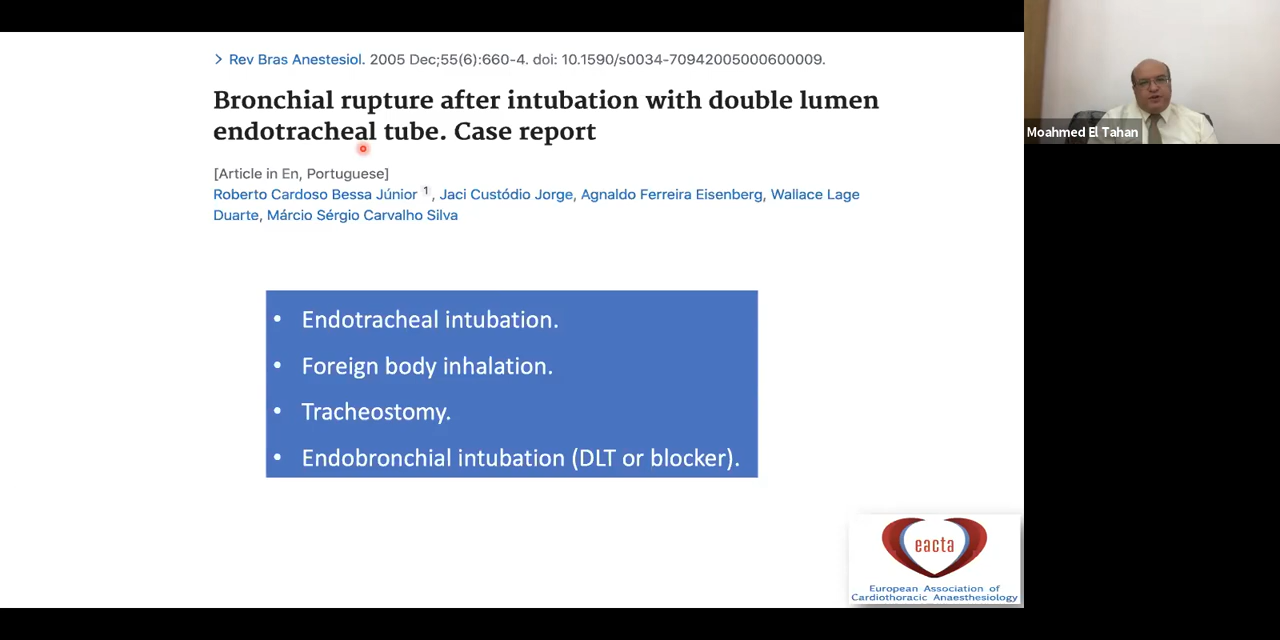 > Rev Bras Anestesiol. 2005 Dec;55(6):660-4. doi: 10.1590/s0034-70942005000600009.
Bronchial rupture after intubation with double lumen
endotracheal tube. Case report
[Article in En, Portuguese]
Roberto Cardoso Bessa Júnior 1, Jaci Custódio Jorge, Agnaldo Ferreira Eisenberg, Wallace Lage
Duarte, Márcio Sérgio Carvalho Silva
• Endotracheal intubation.
• Foreign body inhalation.
• Tracheostomy.
• Endobronchial intubation (DLT or blocker).
eacta
European Association of
Cardiothoracic Anaesthesiology
Moahmed El Tahan